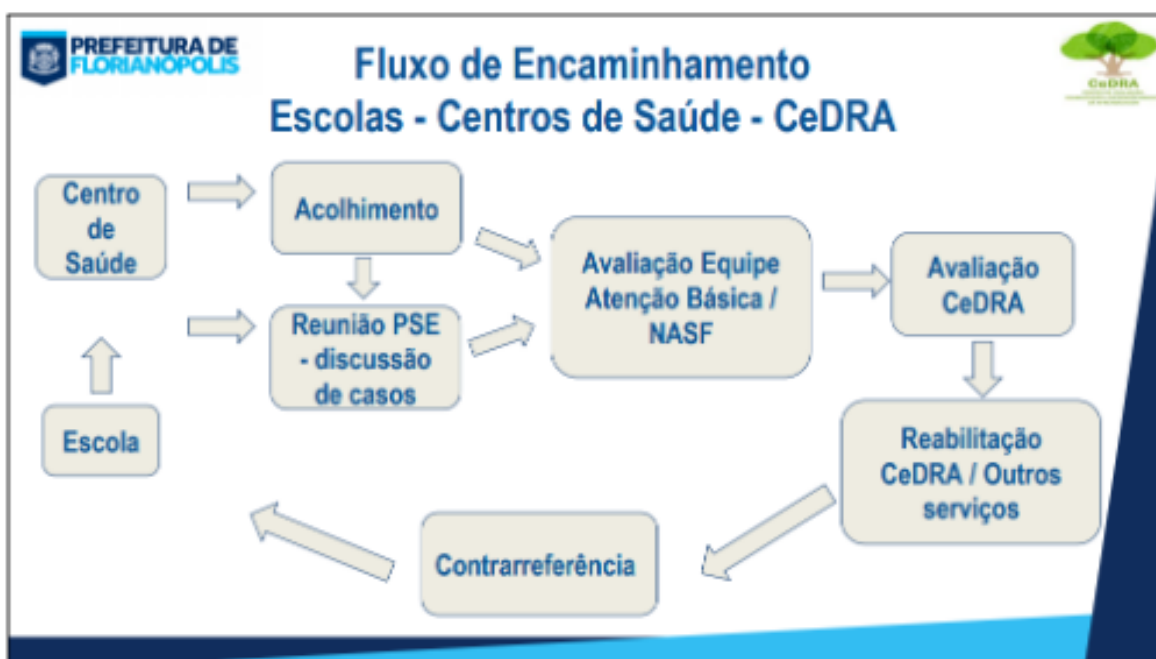 PREFEITURA DE
FLORIANÓPOLIS
Fluxo de Encaminhamento
Escolas - Centros de Saúde - CeDRA
CeDRA
Centro
de
Saúde
Acolhimento
Avaliação Equipe
Atenção Básica /
NASF
Avaliação
CeDRA
Reunião PSE
- discussão
de casos
Escola
Reabilitação
CeDRA / Outros
serviços
Contrarreferência